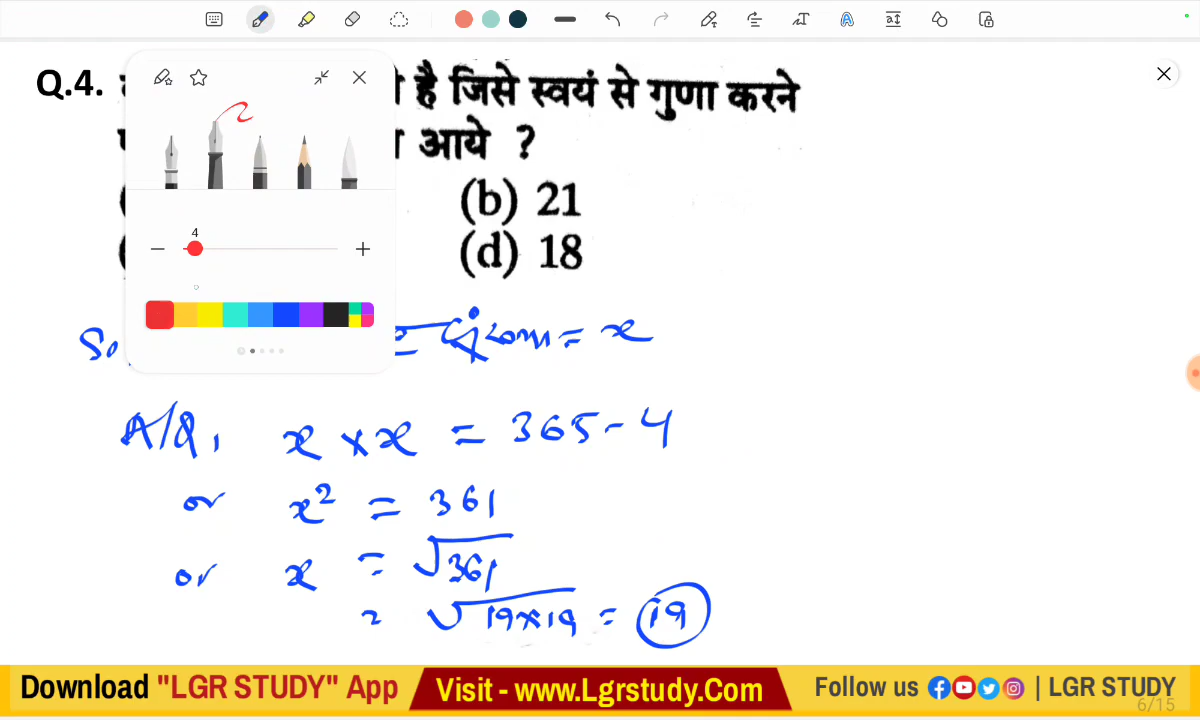 Q.4. है जिसे स्वयं से गुणा करने
आये ?
(b) 21
(d) 18
4
So = x
A/Q, x × x = 365 - 4
or x² = 361
or x = √361
= √19×19 = 19
Download "LGR STUDY" App Visit - www.Lgrstudy.Com Follow us | LGR STUDY
6/15